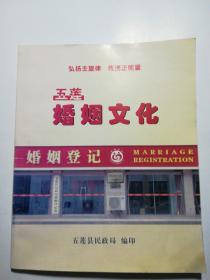 弘扬主旋律 传递正能量
五莲
婚姻文化
婚姻登记
MARRIAGE
REGISTRATION
五莲县民政局 编印